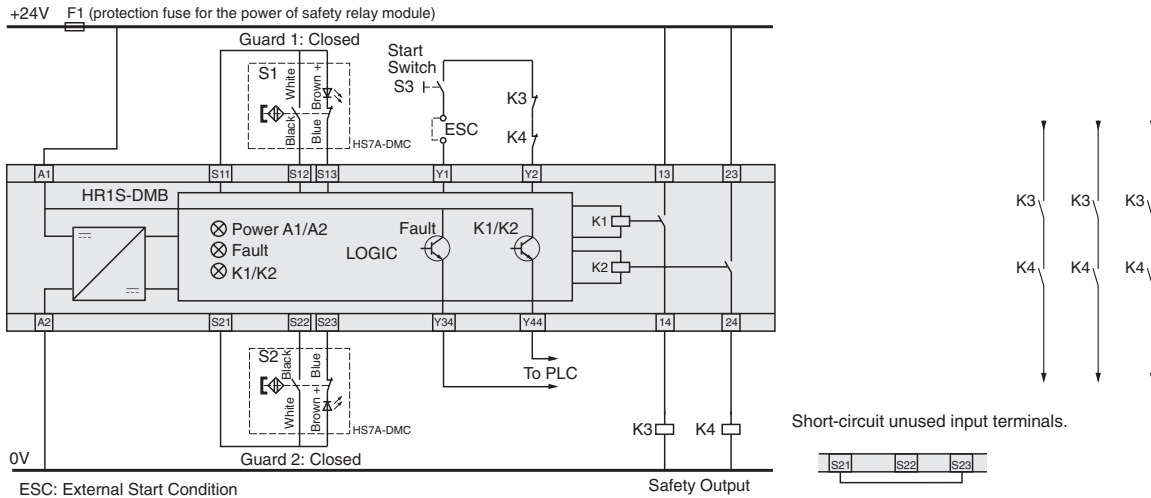 +24V F1 (protection fuse for the power of safety relay module)
Guard 1: Closed
Start
Switch
S3
S1
White
Brown +
Black
Blue
HS7A-DMC
ESC
K3
K4
A1 S11 S12 S13 Y1 Y2 13 23
HR1S-DMB
Power A1/A2
Fault
K1/K2
LOGIC
Fault
K1/K2
K1
K2
A2 S21 S22 S23 Y34 Y44 14 24
S2
Black
Blue
White
Brown +
HS7A-DMC
To PLC
K3 K4
0V
Guard 2: Closed
ESC: External Start Condition
Safety Output
K3 K3 K3
K4 K4 K4
Short-circuit unused input terminals.
S21 S22 S23